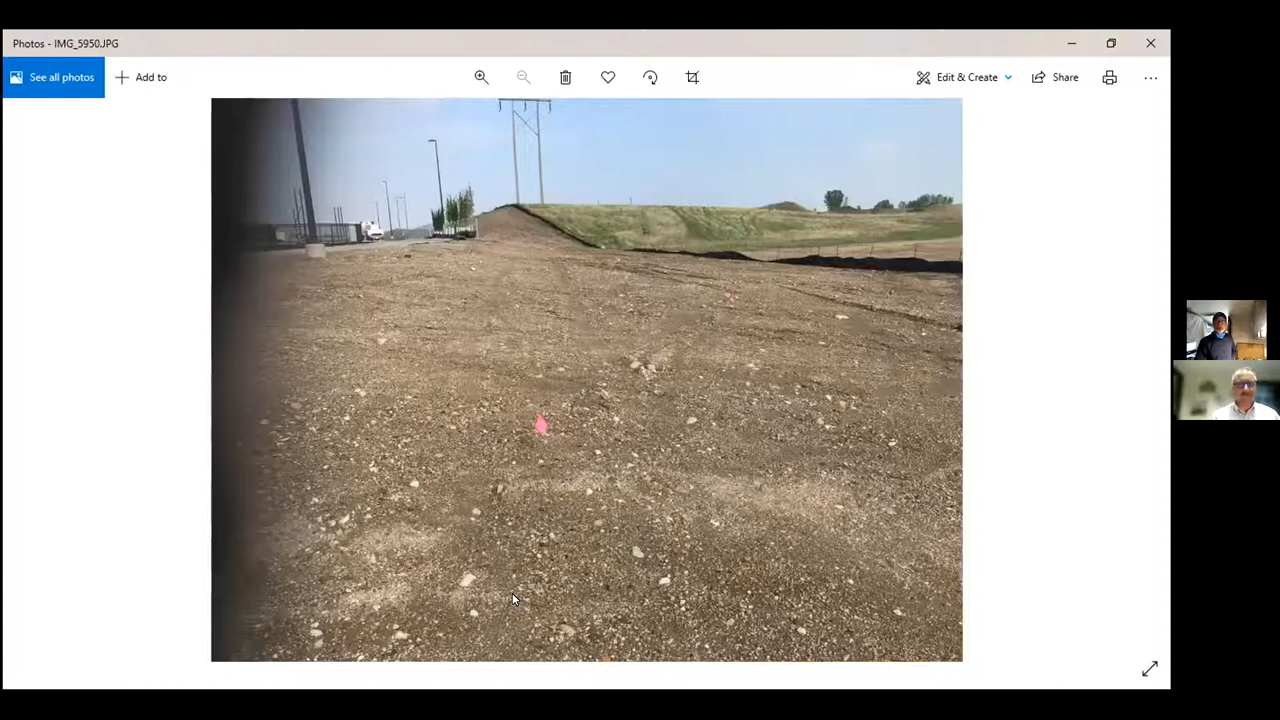 Photos - IMG_5950.JPG
See all photos
Add to
Edit & Create
Share